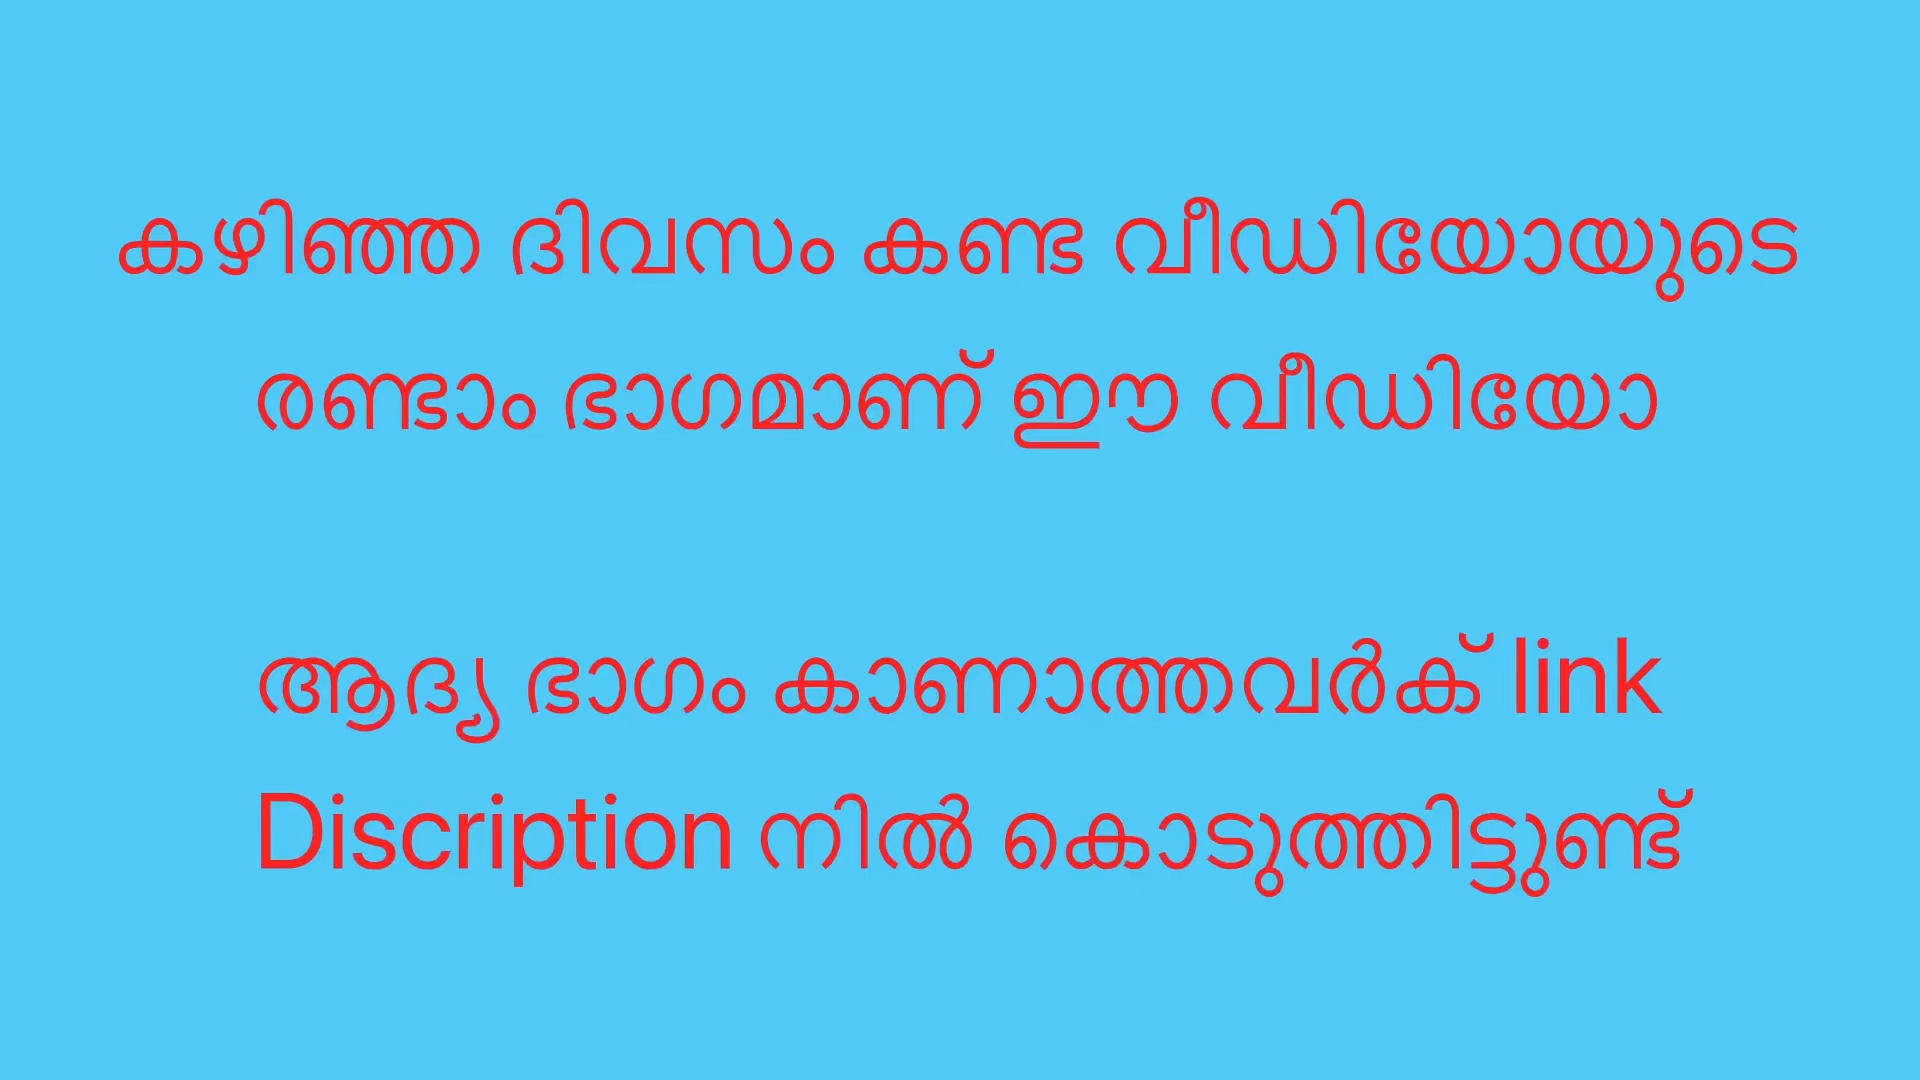 കഴിഞ്ഞ ദിവസം കണ്ട വീഡിയോയുടെ
രണ്ടാം ഭാഗമാണ് ഈ വീഡിയോ
ആദ്യ ഭാഗം കാണാത്തവർക് link
Discription നിൽ കൊടുത്തിട്ടുണ്ട്